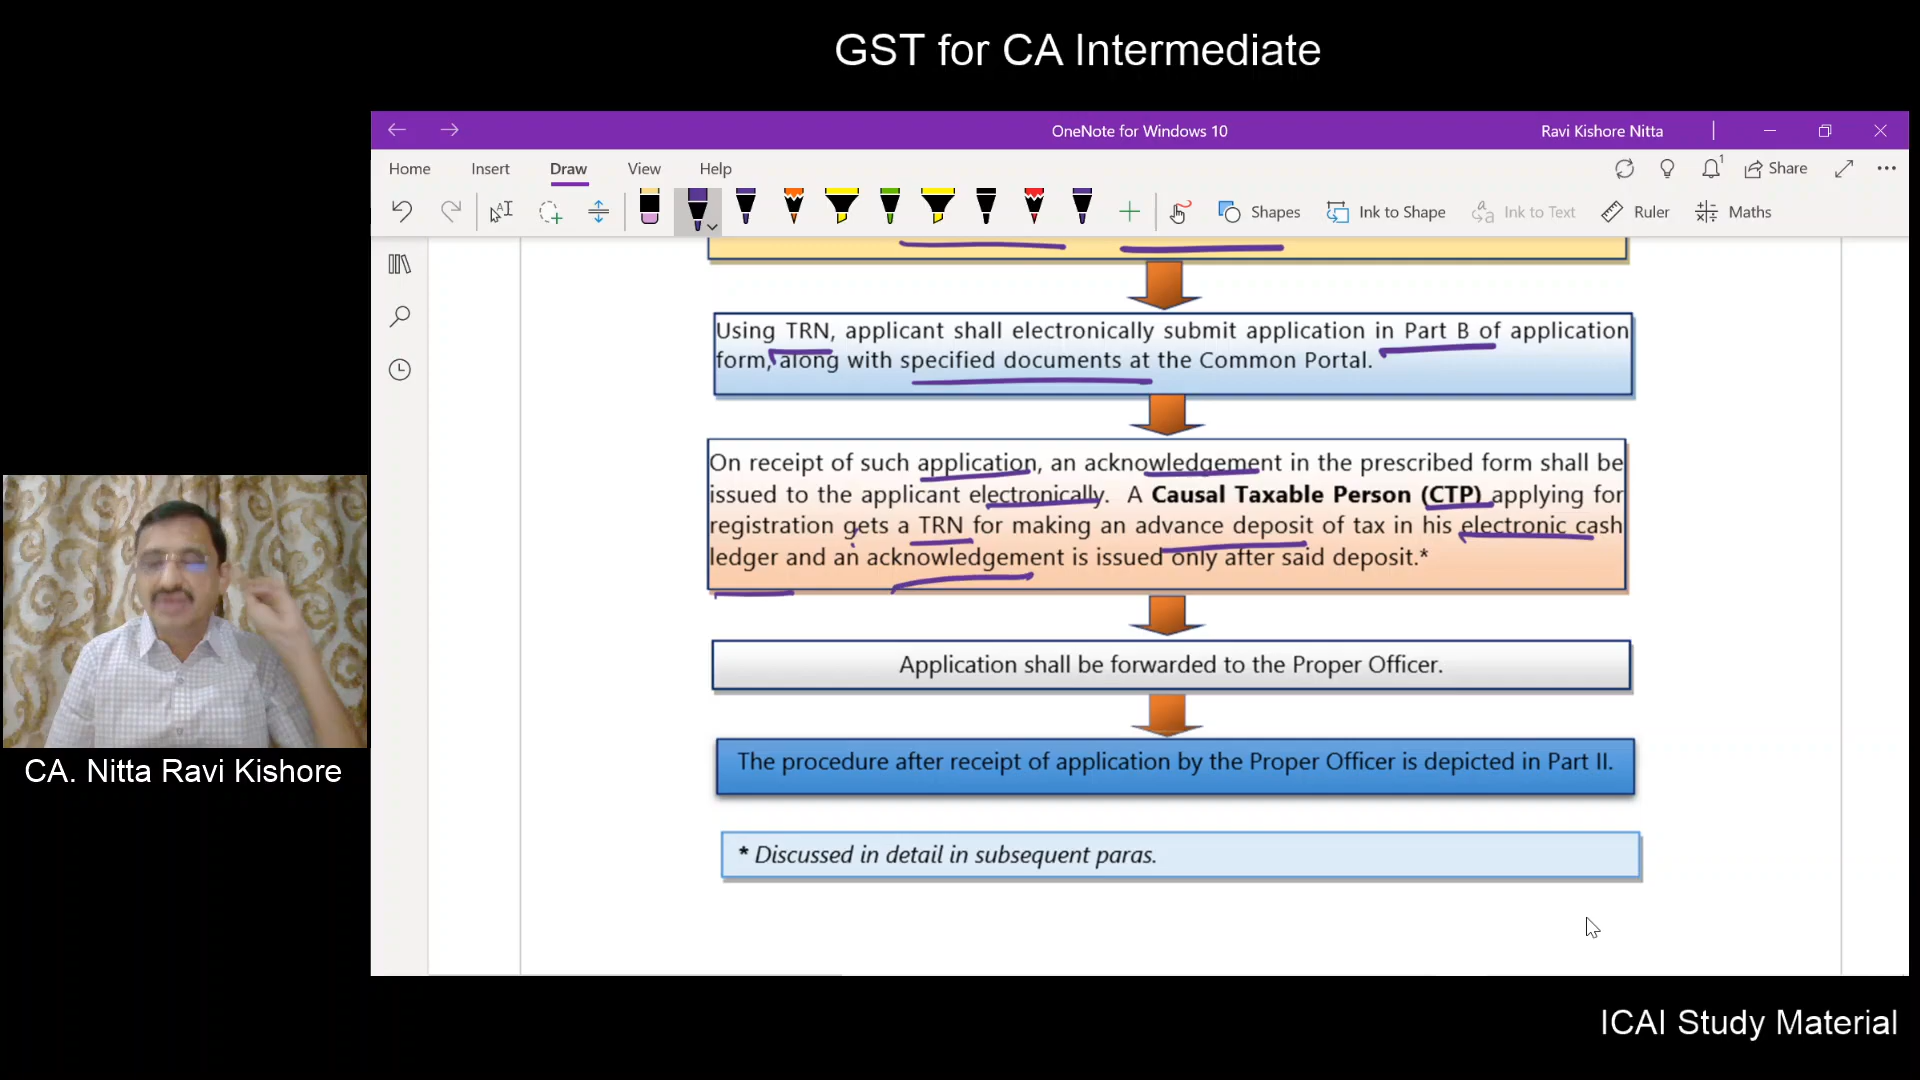 GST for CA Intermediate
OneNote for Windows 10
Ravi Kishore Nitta
Home Insert Draw View Help
1
Share
Shapes Ink to Shape Ink to Text Ruler Maths
Using TRN, applicant shall electronically submit application in Part B of application
form, along with specified documents at the Common Portal.
On receipt of such application, an acknowledgement in the prescribed form shall be
issued to the applicant electronically. A Causal Taxable Person (CTP) applying for
registration gets a TRN for making an advance deposit of tax in his electronic cash
ledger and an acknowledgement is issued only after said deposit.*
Application shall be forwarded to the Proper Officer.
The procedure after receipt of application by the Proper Officer is depicted in Part II.
* Discussed in detail in subsequent paras.
CA. Nitta Ravi Kishore
ICAI Study Material